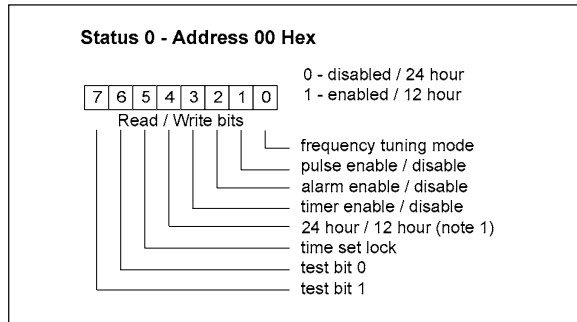 Status 0 - Address 00 Hex
0 - disabled / 24 hour
1 - enabled / 12 hour
7 6 5 4 3 2 1 0
Read / Write bits
frequency tuning mode
pulse enable / disable
alarm enable / disable
timer enable / disable
24 hour / 12 hour (note 1)
time set lock
test bit 0
test bit 1